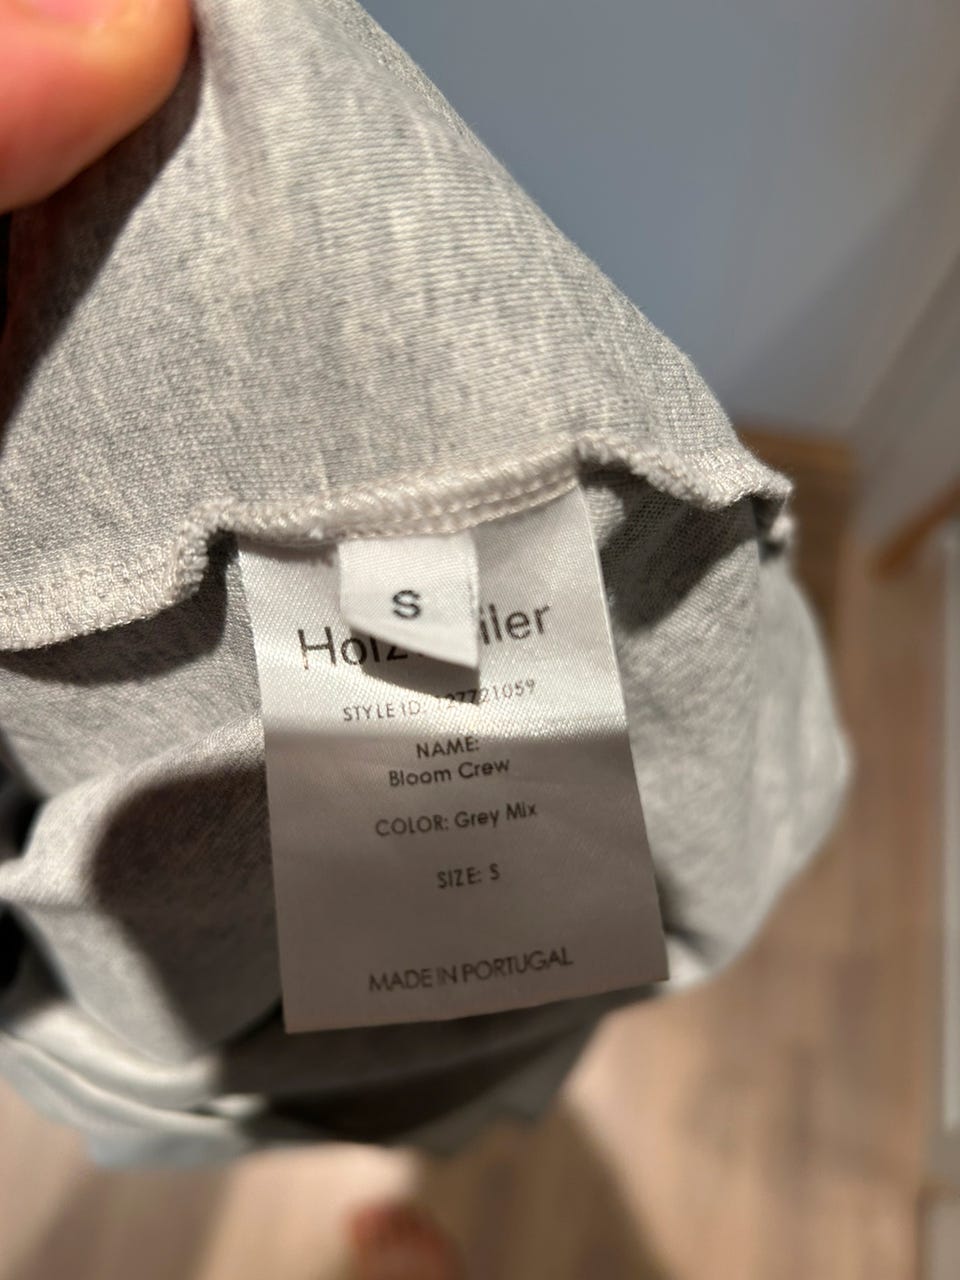 S
STYLE ID:
NAME:
Bloom Crew
COLOR: Grey Mix
SIZE: S
MADE IN PORTUGAL